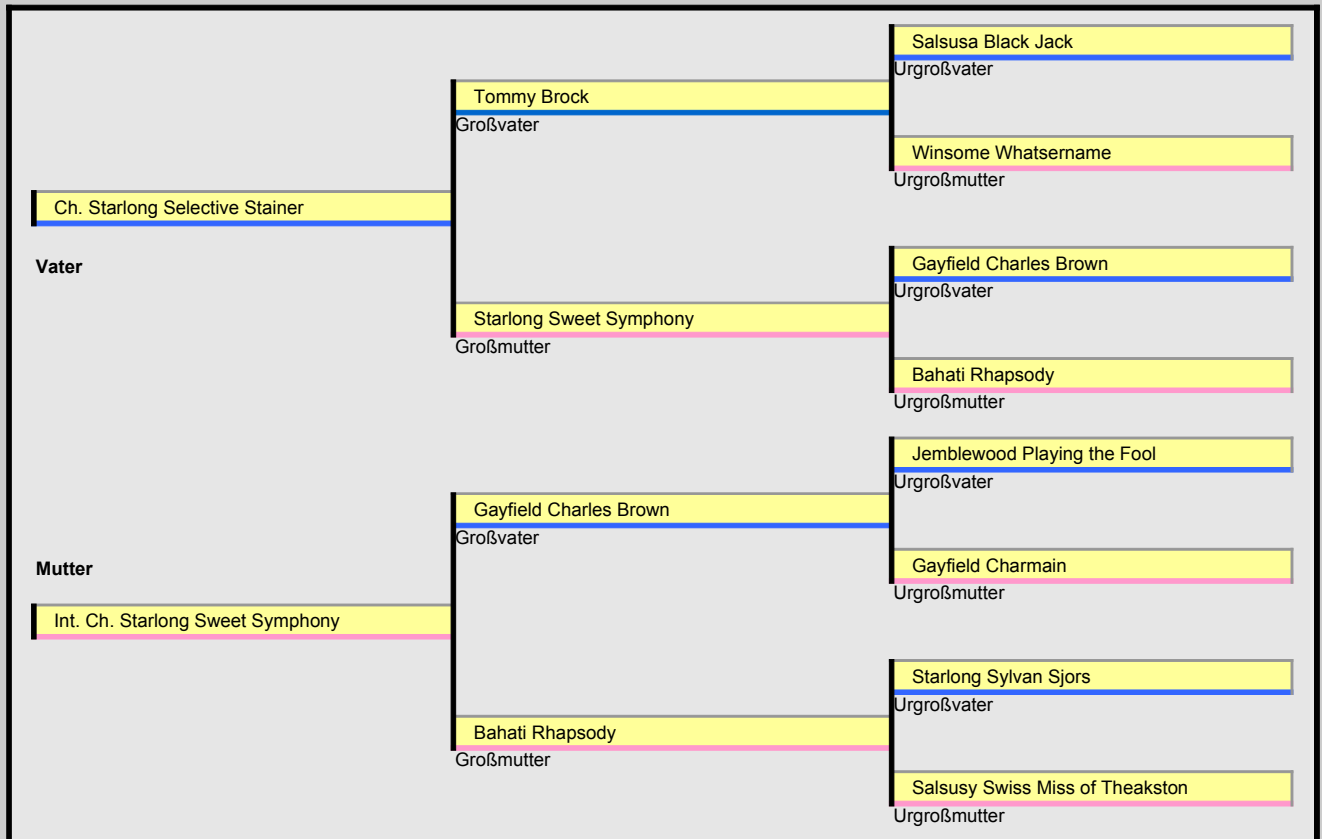 Salsusa Black Jack
Urgroßvater
Tommy Brock
Großvater
Winsome Whatsername
Urgroßmutter
Ch. Starlong Selective Stainer
Vater
Gayfield Charles Brown
Urgroßvater
Starlong Sweet Symphony
Großmutter
Bahati Rhapsody
Urgroßmutter
Jemblewood Playing the Fool
Urgroßvater
Gayfield Charles Brown
Großvater
Gayfield Charmain
Urgroßmutter
Mutter
Int. Ch. Starlong Sweet Symphony
Starlong Sylvan Sjors
Urgroßvater
Bahati Rhapsody
Großmutter
Salsusy Swiss Miss of Theakston
Urgroßmutter